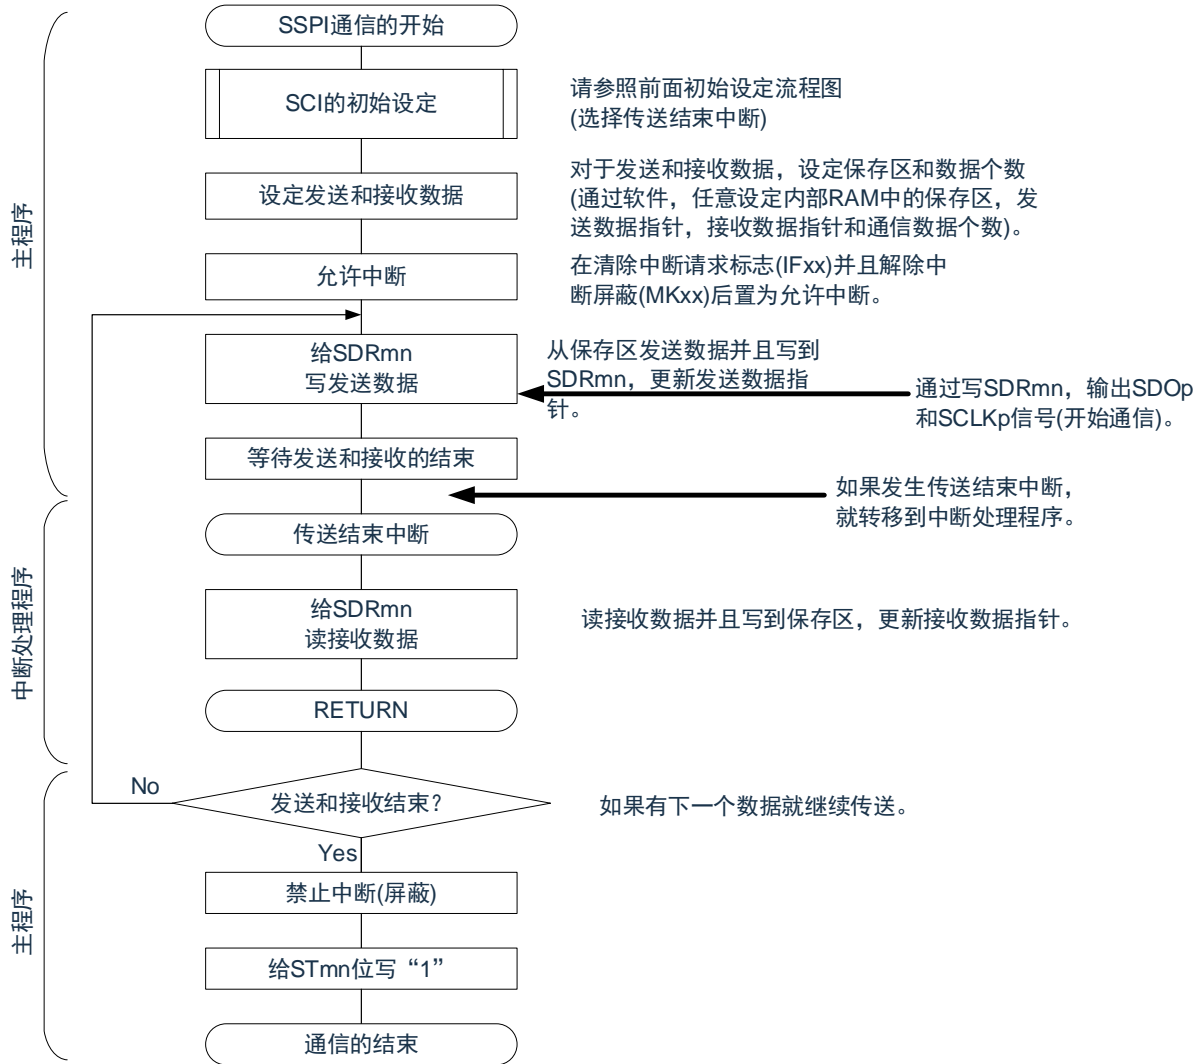 SSPI通信的开始
SCI的初始设定
请参照前面初始设定流程图
(选择传送结束中断)
设定发送和接收数据
对于发送和接收数据，设定保存区和数据个数
(通过软件，任意设定内部RAM中的保存区，发
送数据指针，接收数据指针和通信数据个数)。
主程序
允许中断
在清除中断请求标志(IFxx)并且解除中
断屏蔽(MKxx)后置为允许中断。
给SDRmn
写发送数据
从保存区发送数据并且写到
SDRmn，更新发送数据指
针。
通过写SDRmn，输出SDOp
和SCLKp信号(开始通信)。
等待发送和接收的结束
如果发生传送结束中断，
就转移到中断处理程序。
传送结束中断
中断处理程序
给SDRmn
读接收数据
读接收数据并且写到保存区，更新接收数据指针。
RETURN
No
发送和接收结束？
如果有下一个数据就继续传送。
Yes
禁止中断(屏蔽)
主程序
给STmn位写“1”
通信的结束